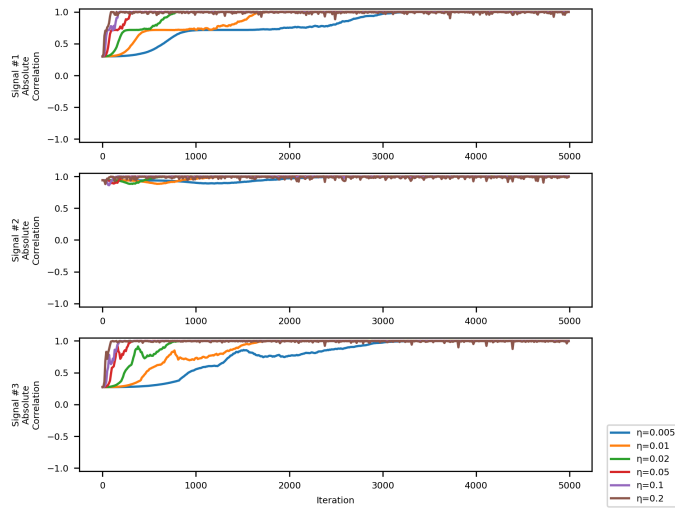 Signal #1
Absolute
Correlation
1.0
0.5
0.0
−0.5
−1.0
0 1000 2000 3000 4000 5000
Signal #2
Absolute
Correlation
1.0
0.5
0.0
−0.5
−1.0
0 1000 2000 3000 4000 5000
Signal #3
Absolute
Correlation
1.0
0.5
0.0
−0.5
−1.0
0 1000 2000 3000 4000 5000
Iteration
η=0.005
η=0.01
η=0.02
η=0.05
η=0.1
η=0.2